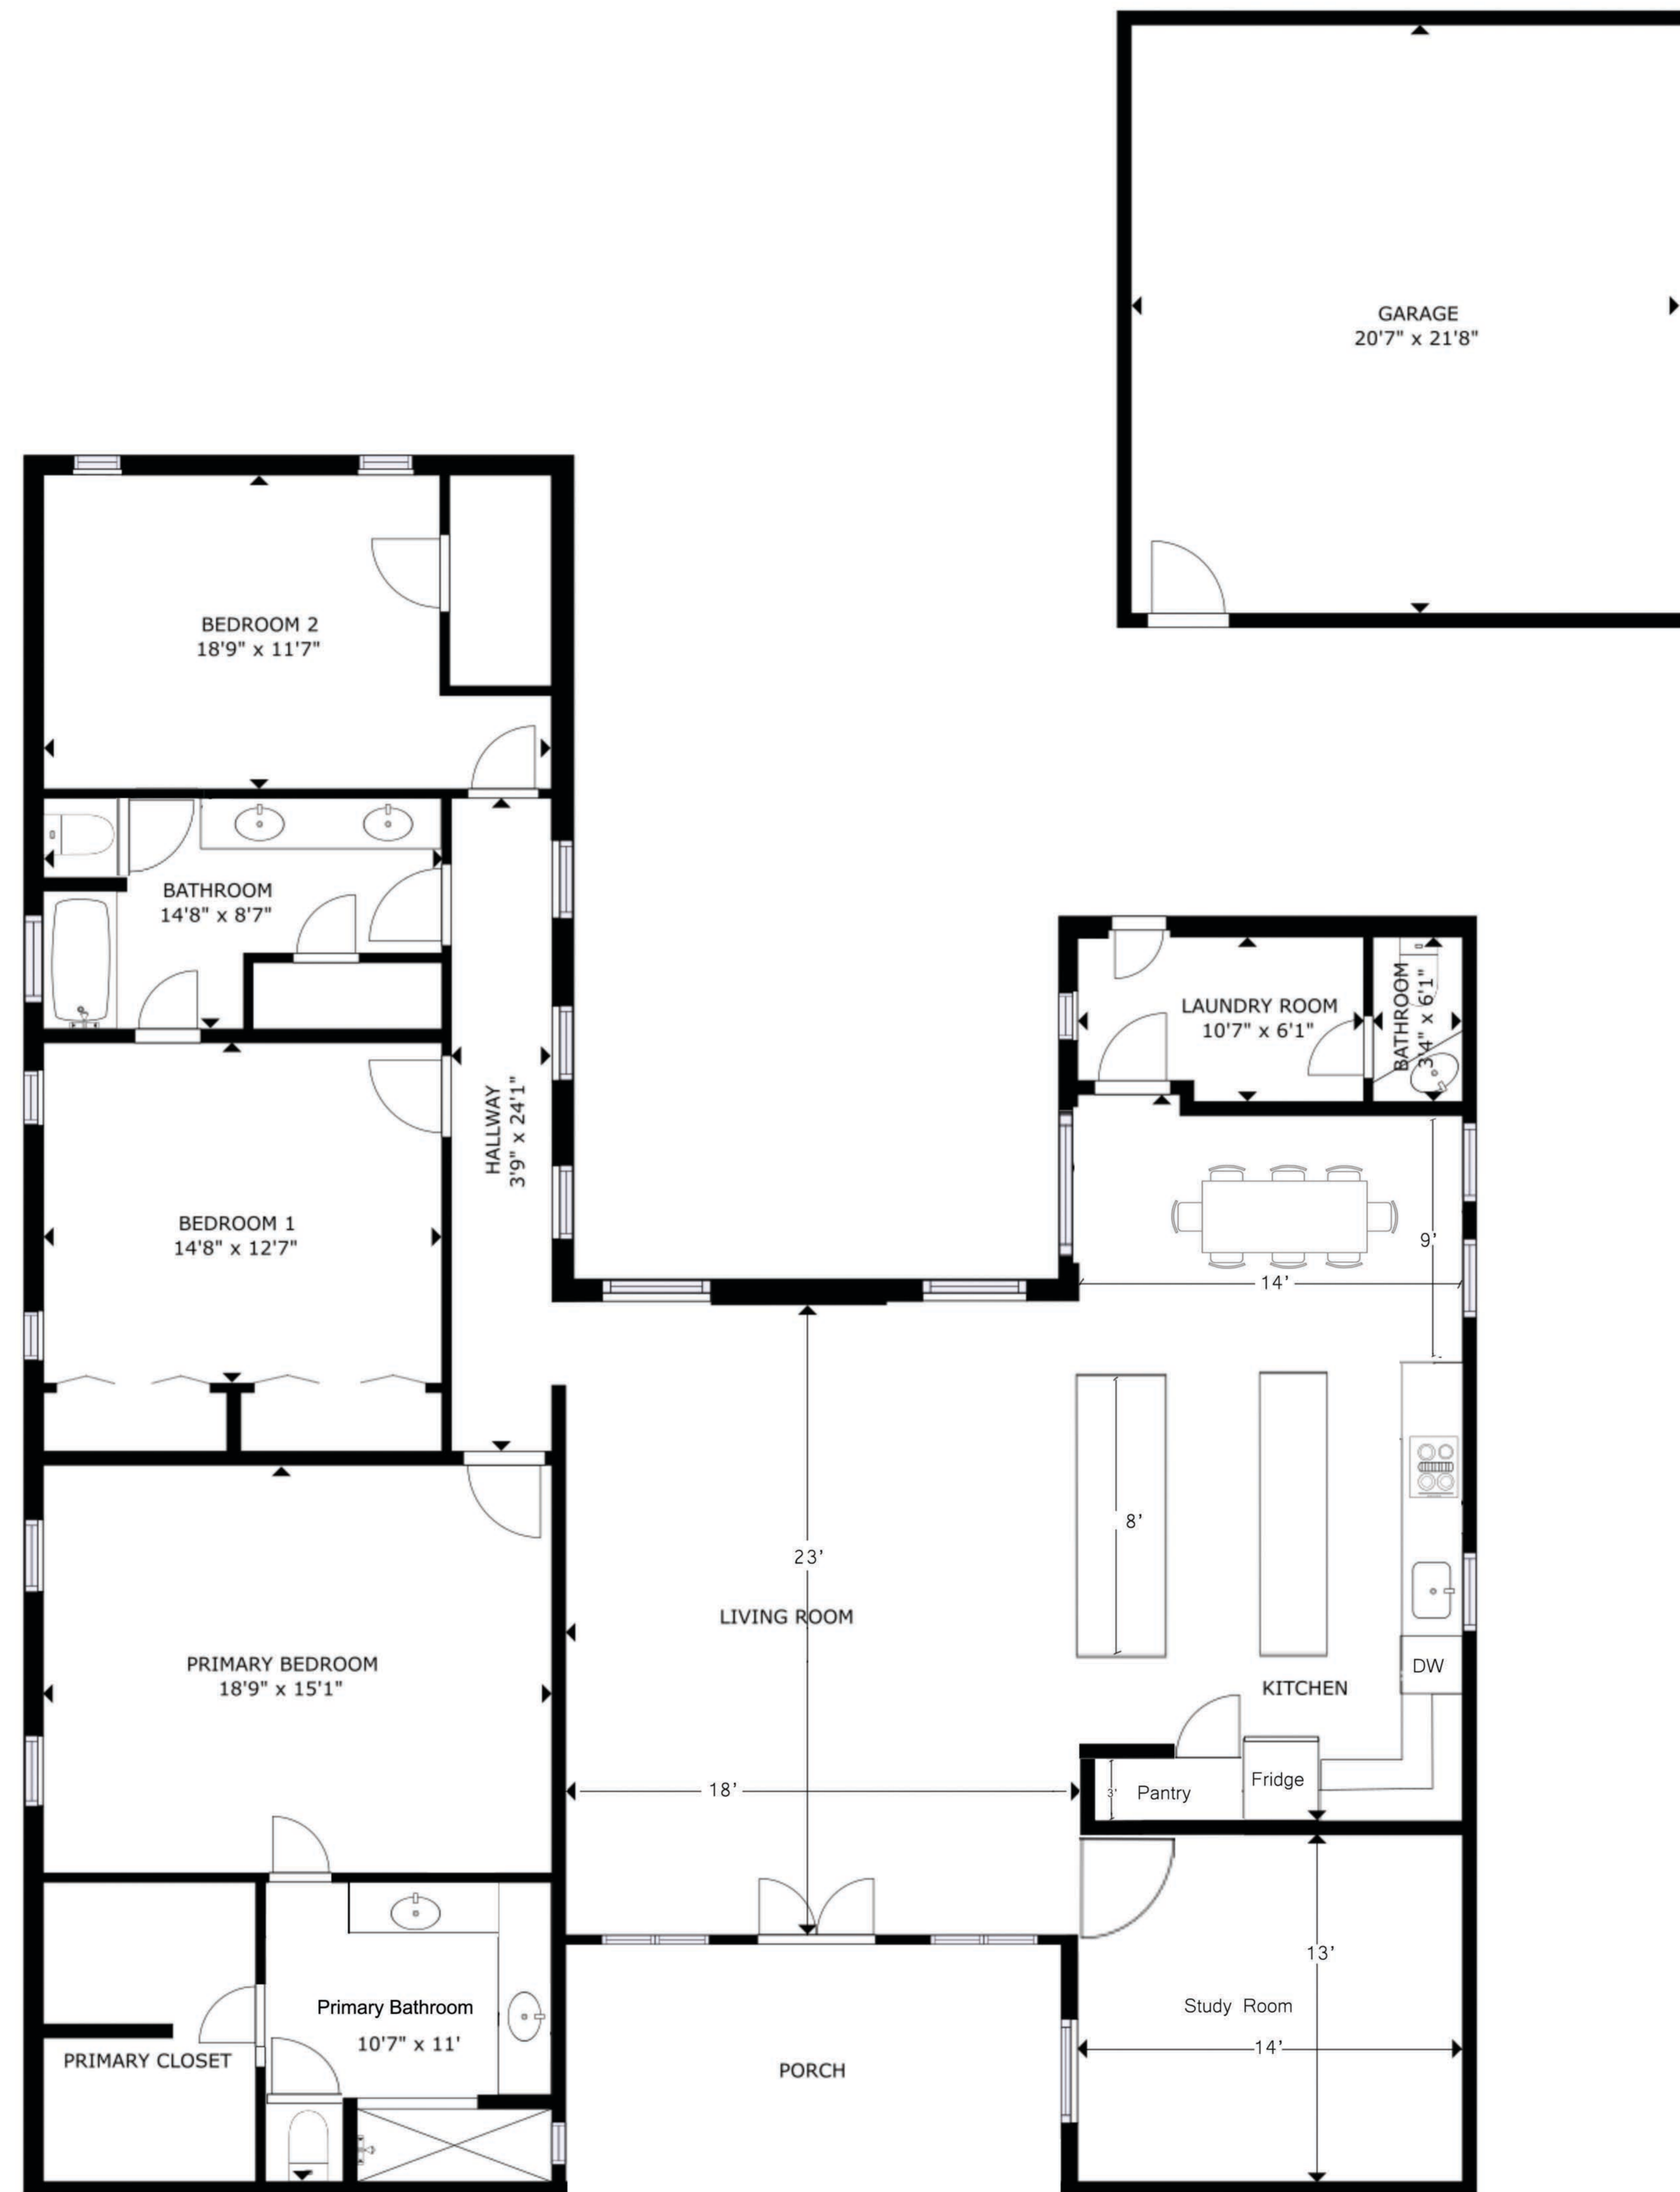 GARAGE
20'7" x 21'8"
BEDROOM 2
18'9" x 11'7"
BATHROOM
14'8" x 8'7"
HALLWAY
3'9" x 24'1"
LAUNDRY ROOM
10'7" x 6'1"
BATHROOM
3'4" x 6'1"
BEDROOM 1
14'8" x 12'7"
9'
14'
8'
23'
LIVING ROOM
PRIMARY BEDROOM
18'9" x 15'1"
DW
KITCHEN
18'
3'
Pantry
Fridge
13'
Study Room
14'
Primary Bathroom
10'7" x 11'
PRIMARY CLOSET
PORCH